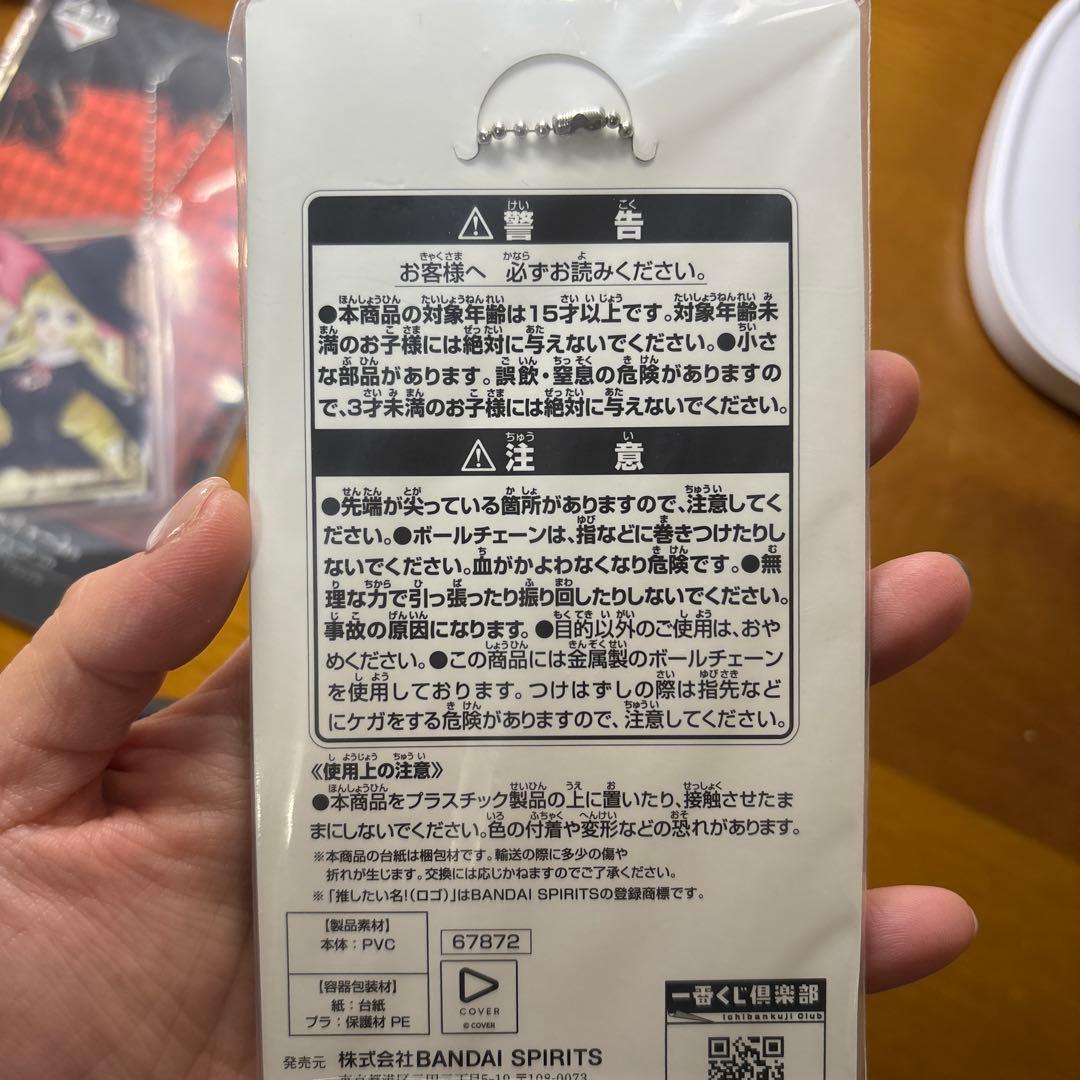 ⚠警告
お客様へ 必ずお読みください。
●本商品の対象年齢は15才以上です。対象年齢未
満のお子様には絶対に与えないでください。●小さ
な部品があります。誤飲・窒息の危険がありますの
で、3才未満のお子様には絶対に与えないでください。
⚠注意
●先端が尖っている箇所がありますので、注意してく
ださい。●ボールチェーンは、指などに巻きつけたりし
ないでください。血がかよわなくなり危険です。●無
理な力で引っ張ったり振り回したりしないでください。
事故の原因になります。●目的以外のご使用は、おや
めください。●この商品には金属製のボールチェーン
を使用しております。つけはずしの際は指先など
にケガをする危険がありますので、注意してください。
《使用上の注意》
●本商品をプラスチック製品の上に置いたり、接触させたま
まにしないでください。色の付着や変形などの恐れがあります。
※本商品の台紙は梱包材です。輸送の際に多少の傷や
折れが生じます。交換には応じかねますのでご了承ください。
※「推したい名!(ロゴ)」はBANDAI SPIRITSの登録商標です。
【製品素材】
本体：PVC
【容器包装材】
紙：台紙
プラ：保護材 PE
67872
COVER
© COVER
一番くじ倶楽部
Ichibankuji Club
発売元 株式会社BANDAI SPIRITS
東京都港区三田三丁目5-19 〒108-0073